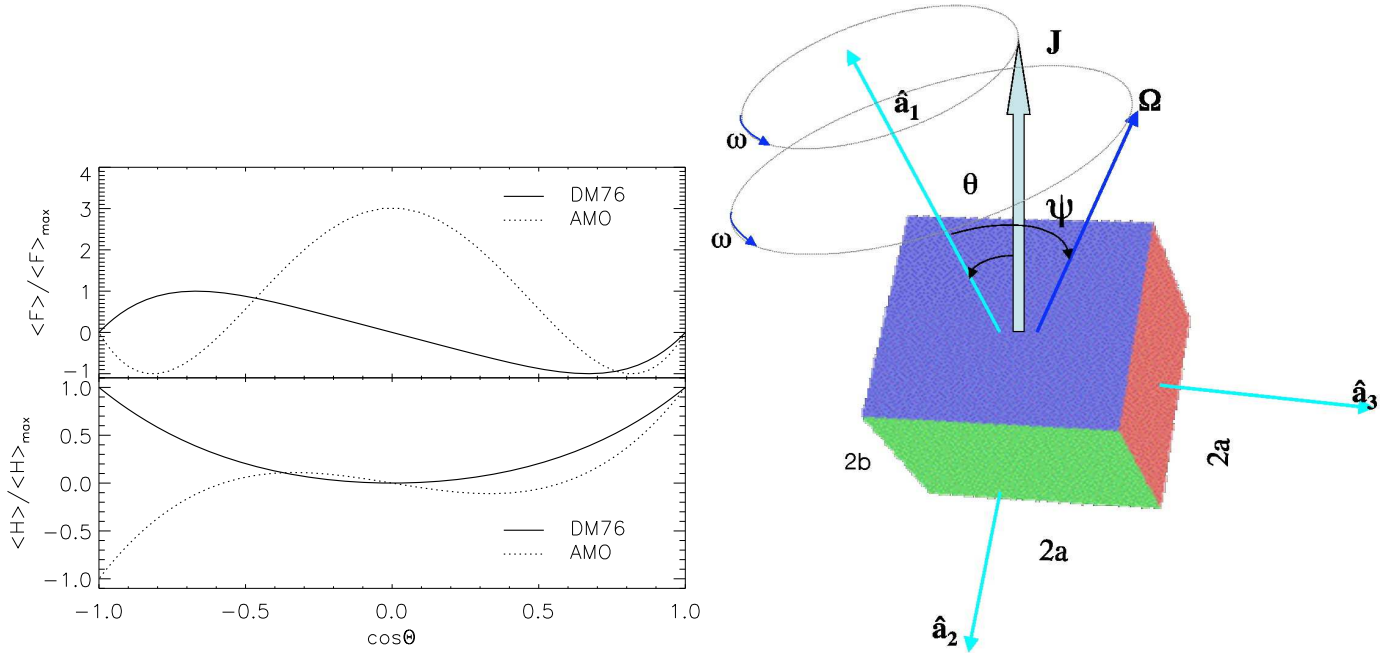 <F>/<F>max
4
3
2
1
0
−1
DM76
AMO
<H>/<H>max
1.0
0.5
0.0
−0.5
−1.0
DM76
AMO
−1.0 −0.5 0.0 0.5 1.0
cosΘ
J
â1
Ω
ω
θ
ψ
ω
â3
2b
2a
2a
â2